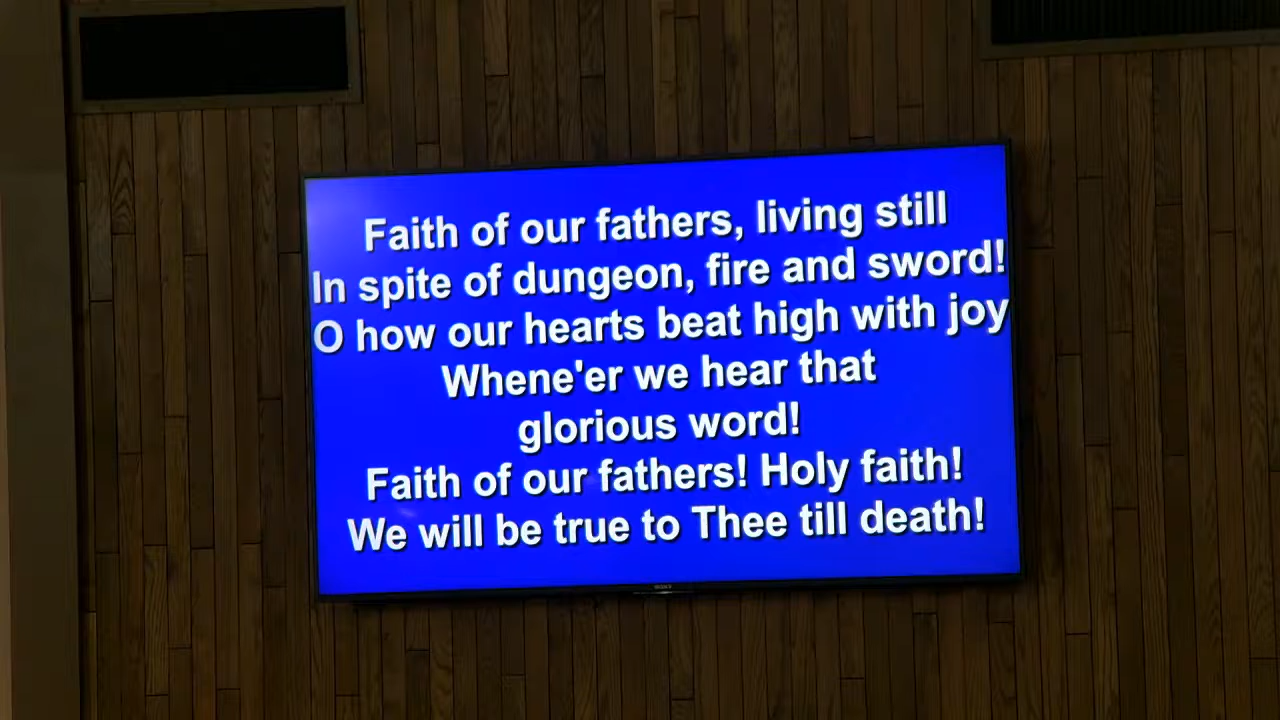 Faith of our fathers, living still
In spite of dungeon, fire and sword!
O how our hearts beat high with joy
Whene'er we hear that
glorious word!
Faith of our fathers! Holy faith!
We will be true to Thee till death!
SONY